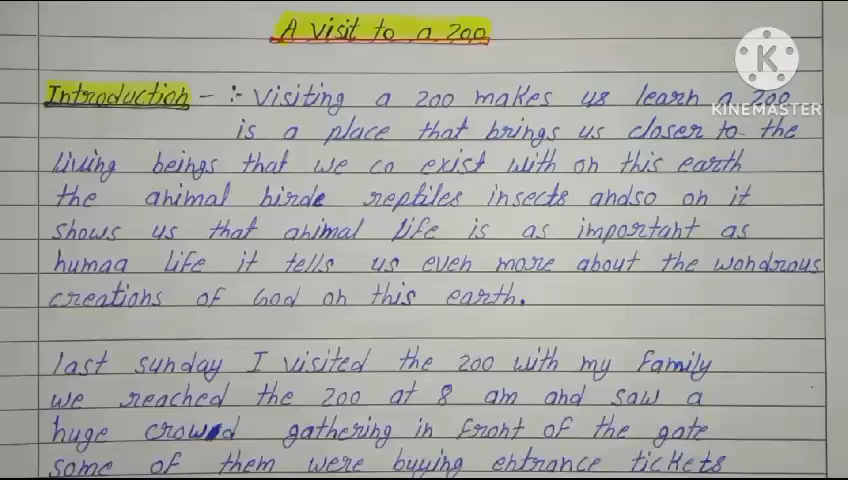 A visit to a zoo
Introduction - :- Visiting a zoo makes us learn a zoo
is a place that brings us closer to the
living beings that we co exist with on this earth
the animal birde reptiles insects andso on it
shows us that animal life is as important as
humaa life it tells us even more about the wondrous
creations of God on this earth.
last sunday I visited the zoo with my family
we reached the zoo at 8 am and saw a
huge crowd gathering in front of the gate
some of them were buying entrance tickets
K
KINEMASTER